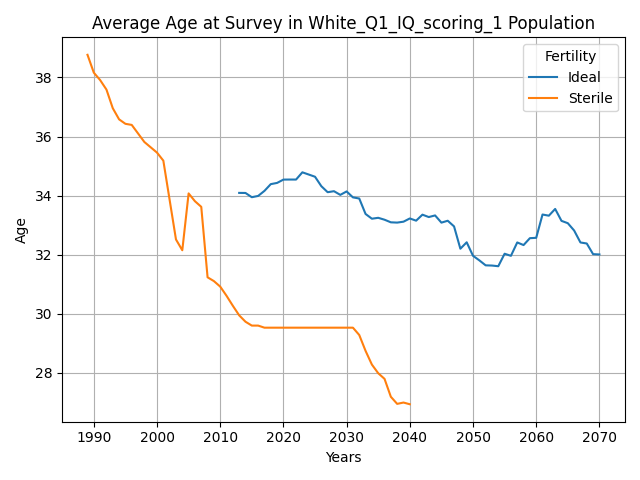 Average Age at Survey in White_Q1_IQ_scoring_1 Population
Fertility
Ideal
Sterile
Age
38
36
34
32
30
28
1990 2000 2010 2020 2030 2040 2050 2060 2070
Years